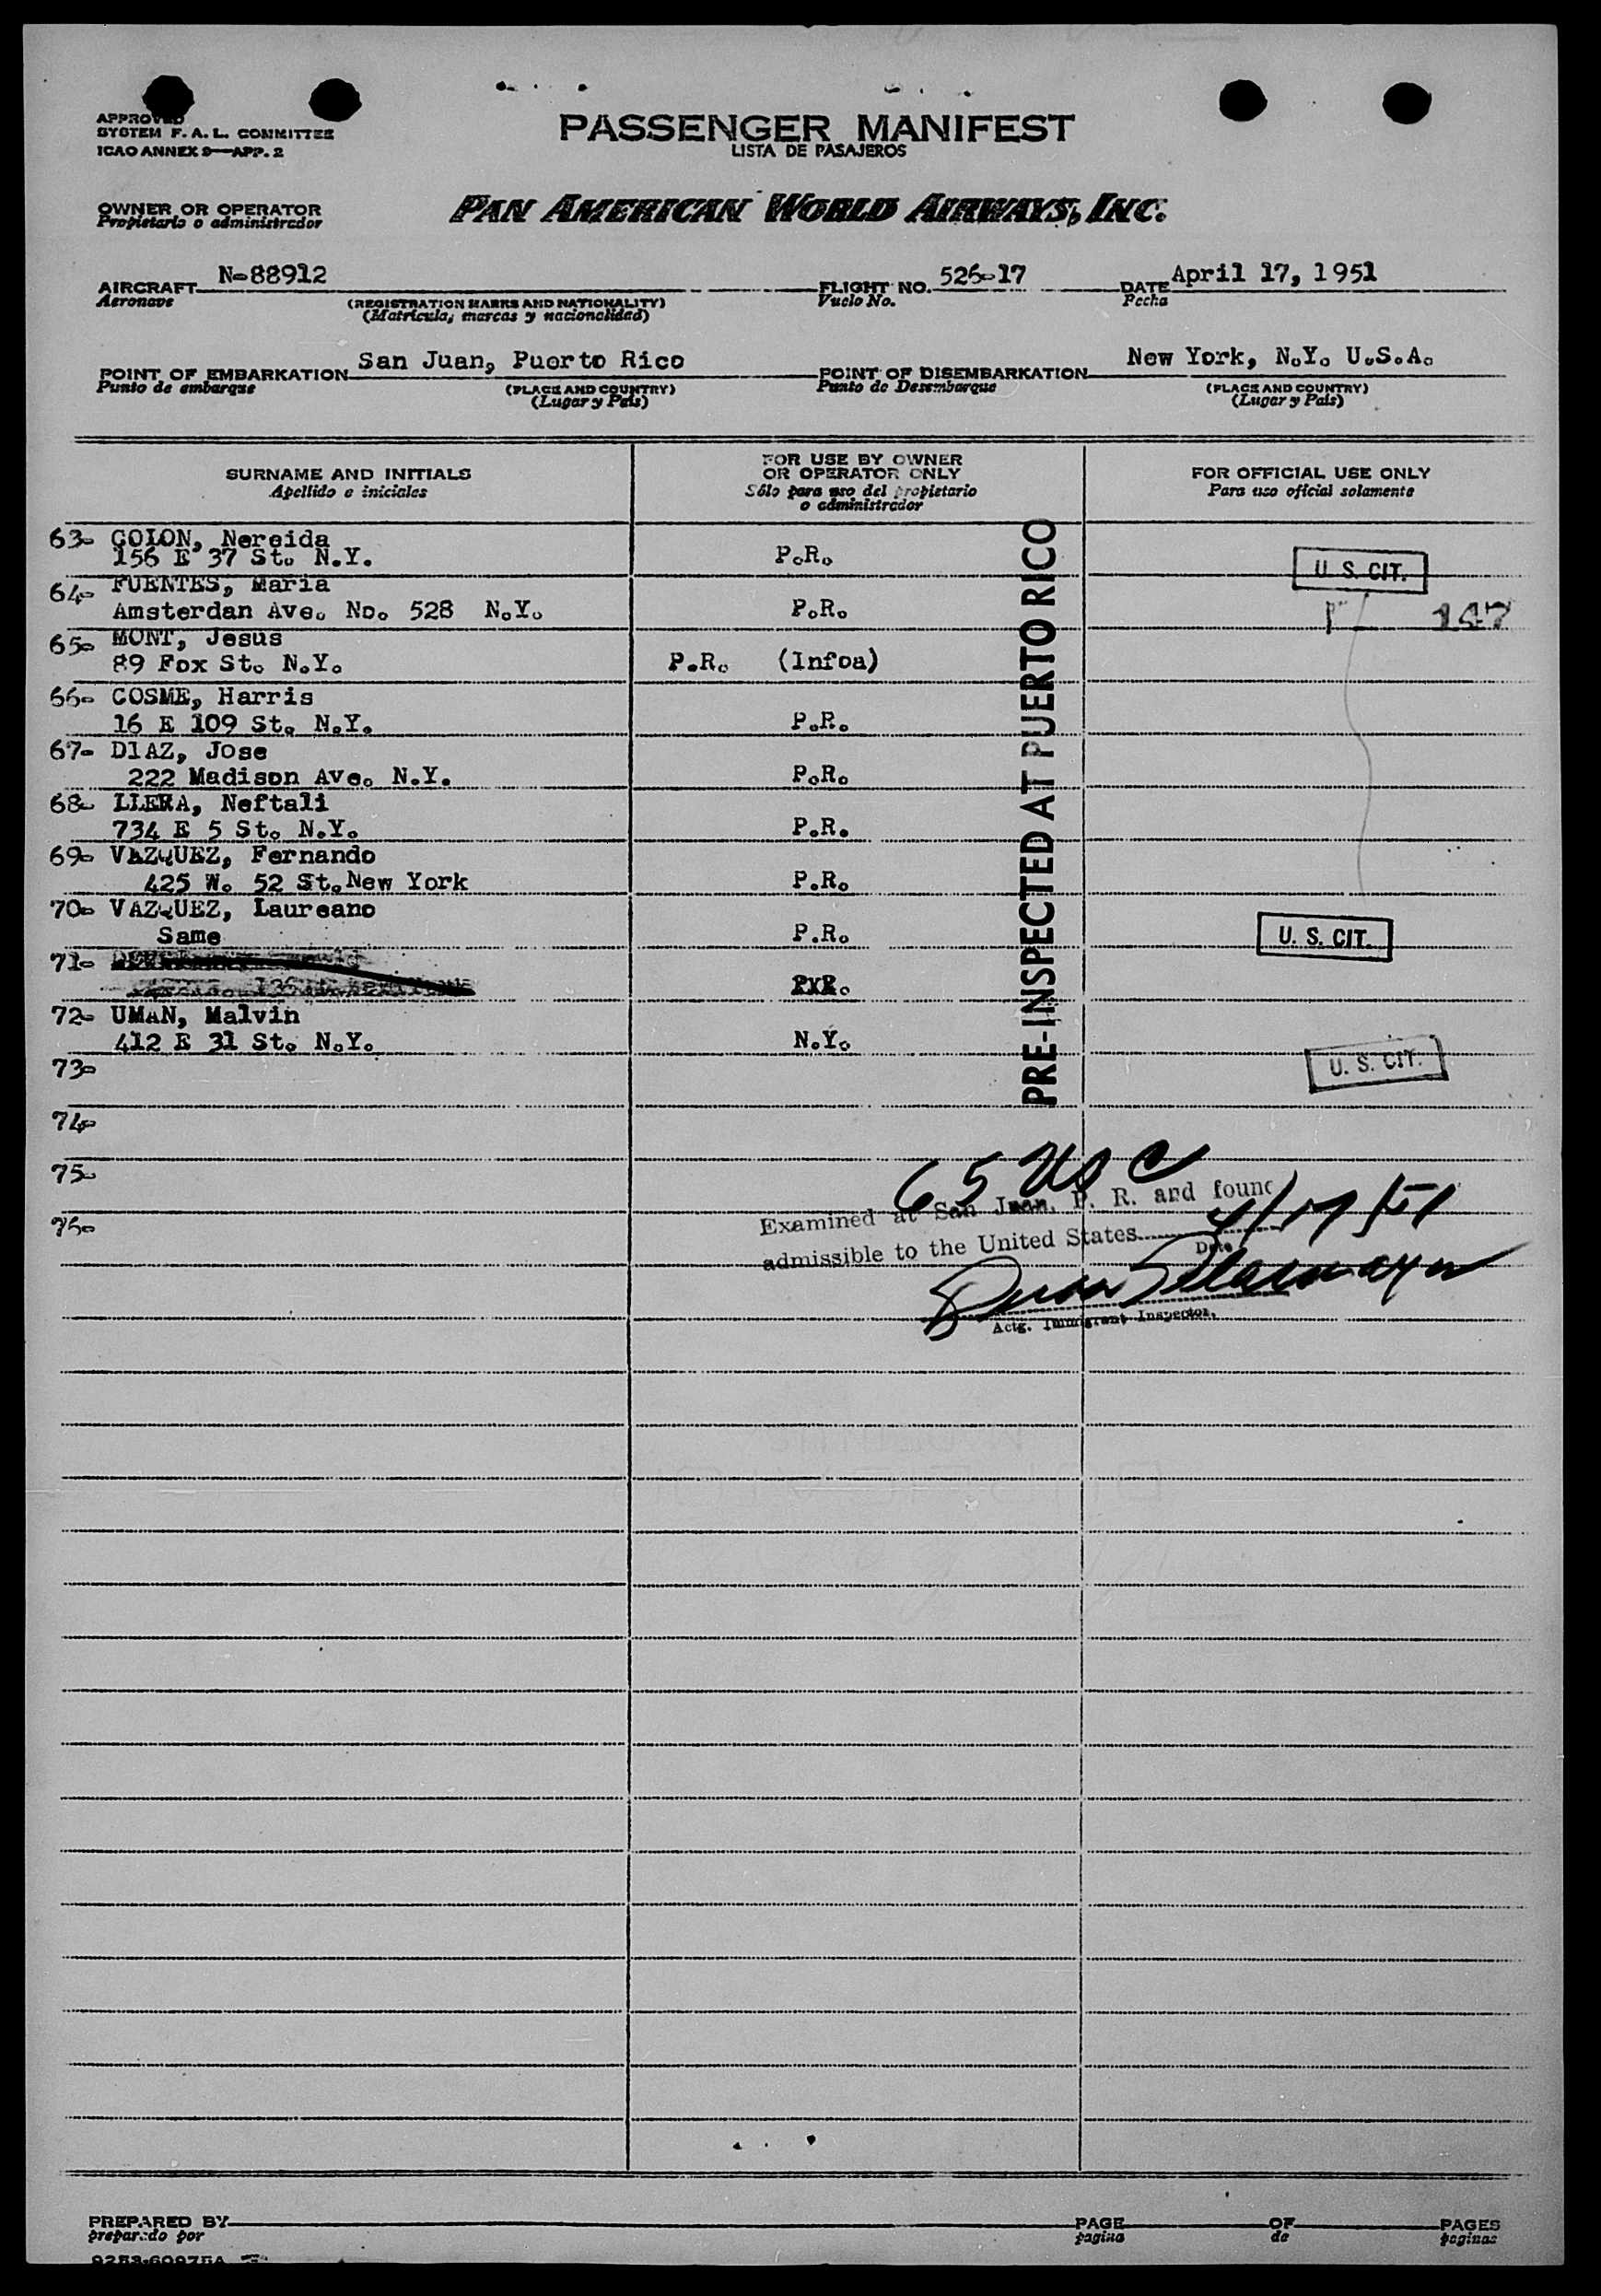 APPROVED
SYSTEM F. A. L. COMMITTEE
ICAO ANNEX 9—APP. 2
PASSENGER MANIFEST
LISTA DE PASAJEROS
OWNER OR OPERATOR
Propietario o administrador
PAN AMERICAN WORLD AIRWAYS, INC.
AIRCRAFT N-88912 FLIGHT NO. 526-17 DATE April 17, 1951
Aeronave (REGISTRATION MARKS AND NATIONALITY) Vuelo No. Fecha
(Matrícula, marcas y nacionalidad)
POINT OF EMBARKATION San Juan, Puerto Rico POINT OF DISEMBARKATION New York, N.Y. U.S.A.
Punto de embarque (PLACE AND COUNTRY) Punto de Desembarque (PLACE AND COUNTRY)
(Lugar y País) (Lugar y País)
SURNAME AND INITIALS
Apellido e iniciales
FOR USE BY OWNER
OR OPERATOR ONLY
Sólo para uso del propietario
o administrador
FOR OFFICIAL USE ONLY
Para uso oficial solamente
63- COLON, Nereida
156 E 37 St. N.Y. P.R.
U. S. CIT.
64- FUENTES, Maria
Amsterdan Ave. No. 528 N.Y. P.R. 147
65- MONT, Jesus
89 Fox St. N.Y. P.R. (Infoa)
66- COSME, Harris
16 E 109 St. N.Y. P.R.
67- DIAZ, Jose
222 Madison Ave. N.Y. P.R.
68- LLERA, Neftali
734 E 5 St. N.Y. P.R.
69- VAZQUEZ, Fernando
425 W. 52 St. New York P.R.
70- VAZQUEZ, Laureano
Same P.R. U. S. CIT.
71-
72- UMAN, Malvin
412 E 31 St. N.Y. N.Y.
73- U. S. CIT.
74-
75-
76-
PRE-INSPECTED AT PUERTO RICO
65 US C
Examined at San Juan, P. R. and found
admissible to the United States 4/17/51
Date
Actg. Immigrant Inspector.
PREPARED BY PAGE OF PAGES
preparado por pagina de paginas